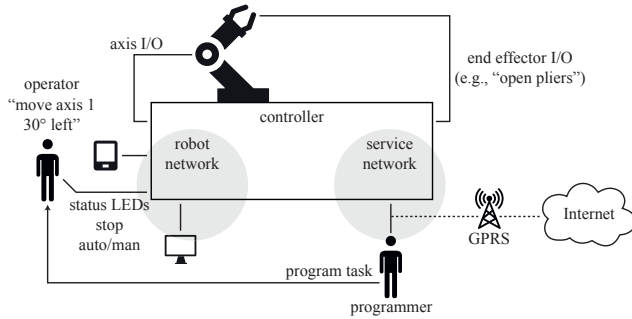 axis I/O
end effector I/O
(e.g., “open pliers”)
operator
“move axis 1
30° left”
controller
robot
network
service
network
status LEDs
stop
auto/man
GPRS
Internet
program task
programmer